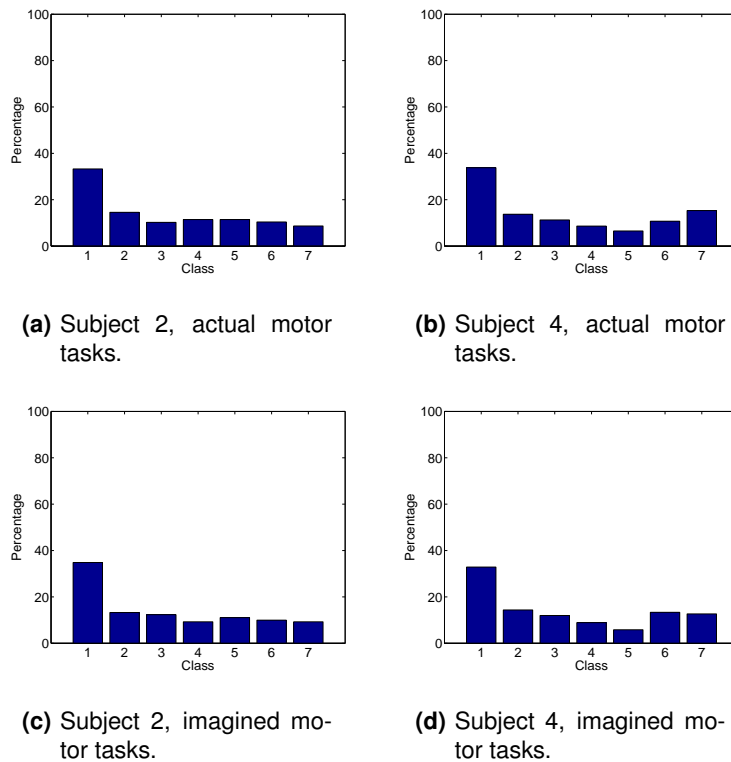 100
80
60
40
20
0
Percentage
1 2 3 4 5 6 7
Class
(a) Subject 2, actual motor
tasks.
100
80
60
40
20
0
Percentage
1 2 3 4 5 6 7
Class
(b) Subject 4, actual motor
tasks.
100
80
60
40
20
0
Percentage
1 2 3 4 5 6 7
Class
(c) Subject 2, imagined mo-
tor tasks.
100
80
60
40
20
0
Percentage
1 2 3 4 5 6 7
Class
(d) Subject 4, imagined mo-
tor tasks.